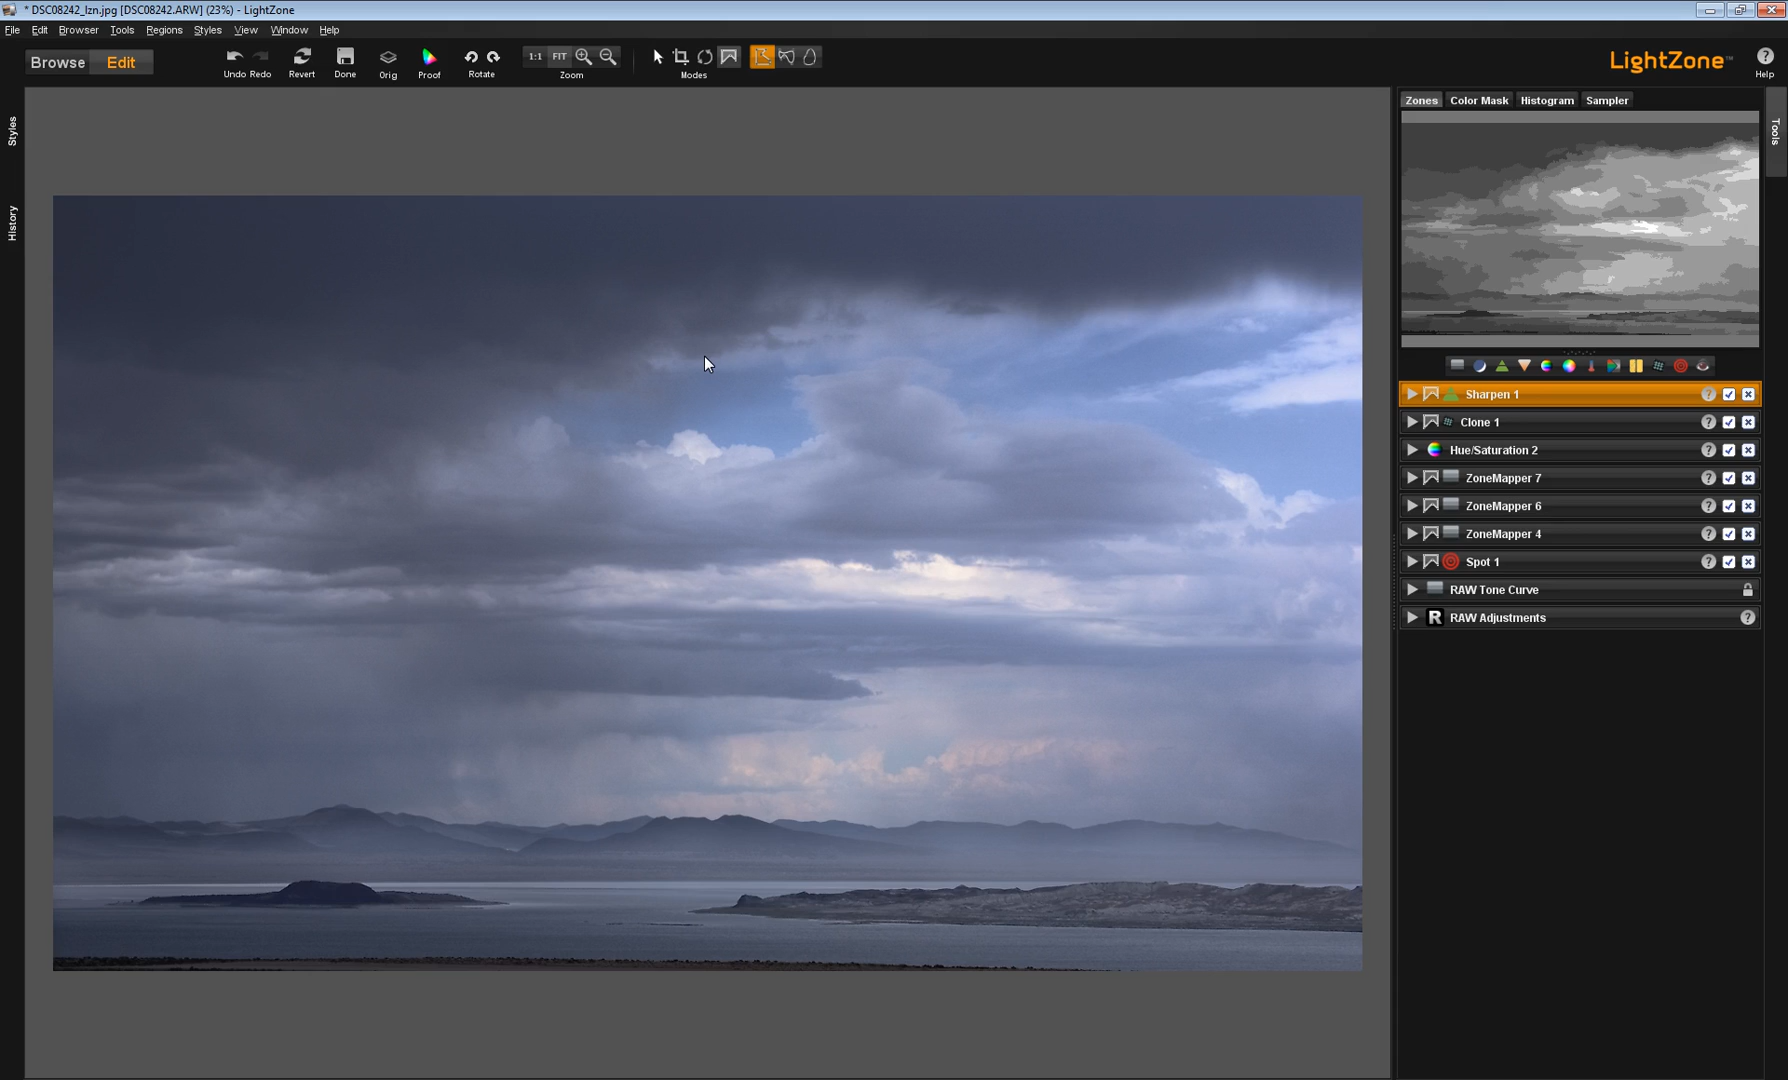 * DSC08242_lzn.jpg [DSC08242.ARW] (23%) - LightZone
File Edit Browser Tools Regions Styles View Window Help
Browse Edit
Undo Redo Revert Done Orig Proof Rotate
1:1 FIT
Zoom
Modes
LightZone™
? Help
Styles
History
Zones Color Mask Histogram Sampler
Tools
Sharpen 1 ?
Clone 1 ?
Hue/Saturation 2 ?
ZoneMapper 7 ?
ZoneMapper 6 ?
ZoneMapper 4 ?
Spot 1 ?
RAW Tone Curve
R RAW Adjustments ?